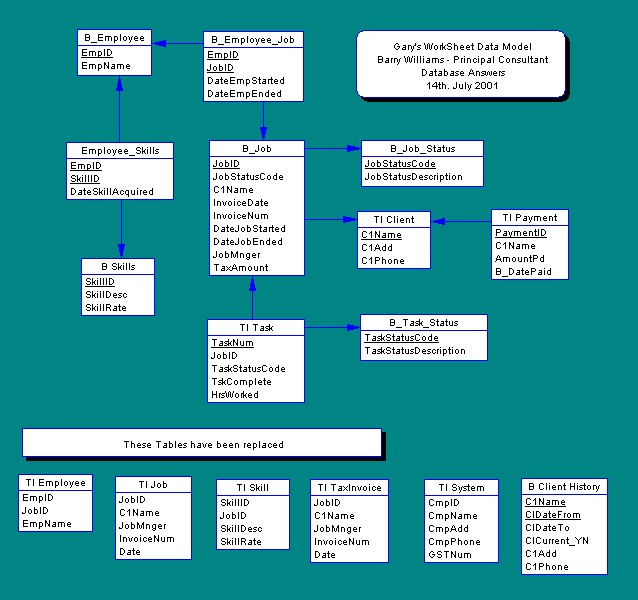 B_Employee
EmpID
EmpName
B_Employee_Job
EmpID
JobID
DateEmpStarted
DateEmpEnded
Gary's WorkSheet Data Model
Barry Williams - Principal Consultant
Database Answers
14th. July 2001
Employee_Skills
EmpID
SkillID
DateSkillAcquired
B_Job
JobID
JobStatusCode
C1Name
InvoiceDate
InvoiceNum
DateJobStarted
DateJobEnded
JobMnger
TaxAmount
B_Job_Status
JobStatusCode
JobStatusDescription
TI Client
C1Name
C1Add
C1Phone
TI Payment
PaymentID
C1Name
AmountPd
B_DatePaid
B Skills
SkillID
SkillDesc
SkillRate
TI Task
TaskNum
JobID
TaskStatusCode
TskComplete
HrsWorked
B_Task_Status
TaskStatusCode
TaskStatusDescription
These Tables have been replaced
TI Employee
EmpID
JobID
EmpName
TI Job
JobID
C1Name
JobMnger
InvoiceNum
Date
TI Skill
SkillID
JobID
SkillDesc
SkillRate
TI TaxInvoice
JobID
C1Name
JobMnger
InvoiceNum
Date
TI System
CmpID
CmpName
CmpAdd
CmpPhone
GSTNum
B Client History
C1Name
ClDateFrom
ClDateTo
ClCurrent_YN
C1Add
C1Phone